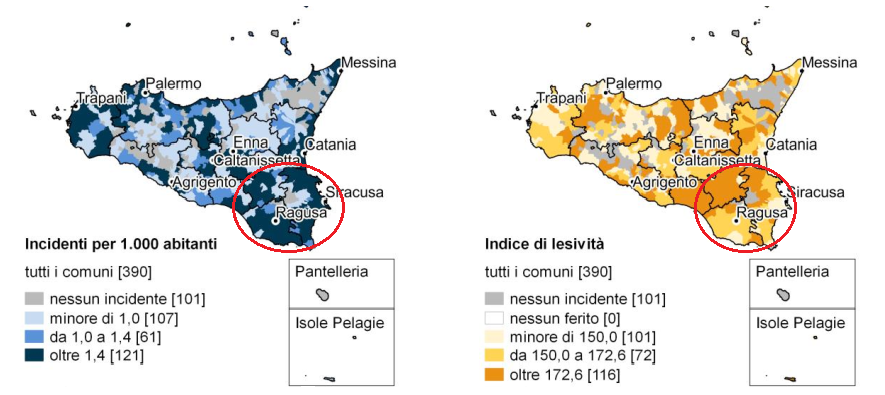 Messina
Palermo
Trapani
Enna
Catania
Caltanissetta
Agrigento
Siracusa
Ragusa
Incidenti per 1.000 abitanti
tutti i comuni [390]
nessun incidente [101]
minore di 1,0 [107]
da 1,0 a 1,4 [61]
oltre 1,4 [121]
Pantelleria
Isole Pelagie
Messina
Palermo
Trapani
Enna
Catania
Caltanissetta
Agrigento
Siracusa
Ragusa
Indice di lesività
tutti i comuni [390]
nessun incidente [101]
nessun ferito [0]
minore di 150,0 [101]
da 150,0 a 172,6 [72]
oltre 172,6 [116]
Pantelleria
Isole Pelagie